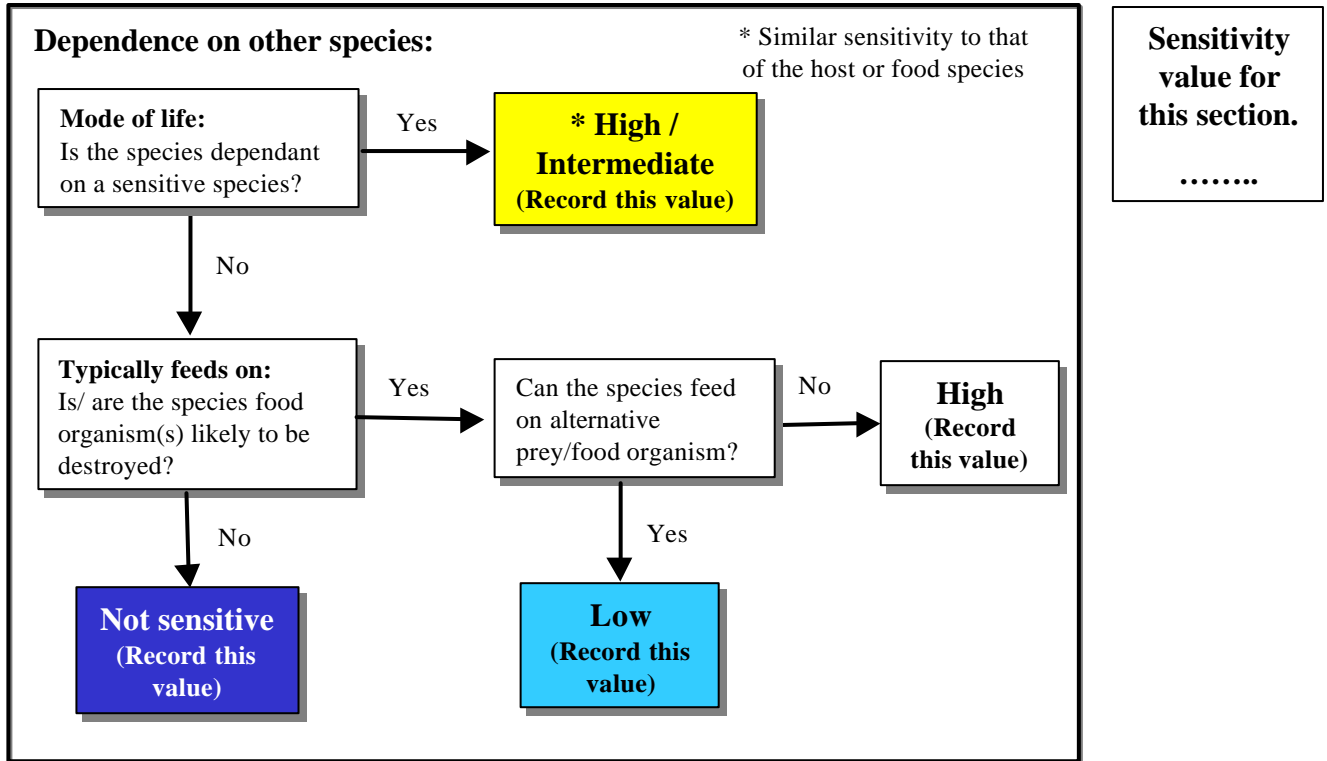 Dependence on other species:
* Similar sensitivity to that
of the host or food species
Sensitivity
value for
this section.
……..
Mode of life:
Is the species dependant
on a sensitive species?
Yes
* High /
Intermediate
(Record this value)
No
Typically feeds on:
Is/ are the species food
organism(s) likely to be
destroyed?
Yes
Can the species feed
on alternative
prey/food organism?
No
High
(Record
this value)
No
Yes
Not sensitive
(Record this
value)
Low
(Record this
value)